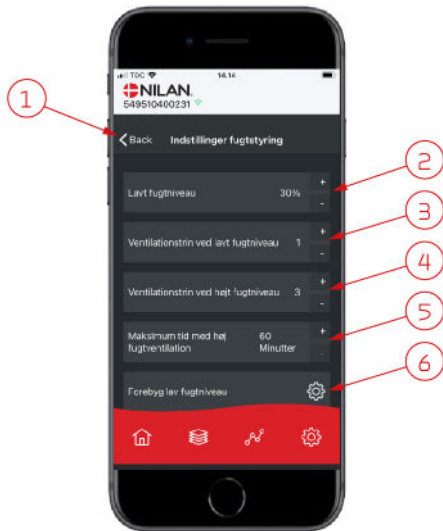 TDC 14.14
NILAN
549510400231
Back Indstillinger fugtstyring
Lavt fugtniveau 30% + -
Ventilationstrin ved lavt fugtniveau 1 + -
Ventilationstrin ved højt fugtniveau 3 + -
Maksimum tid med høj 60 +
fugtventilation Minutter -
Forebyg lav fugtniveau
1
2
3
4
5
6